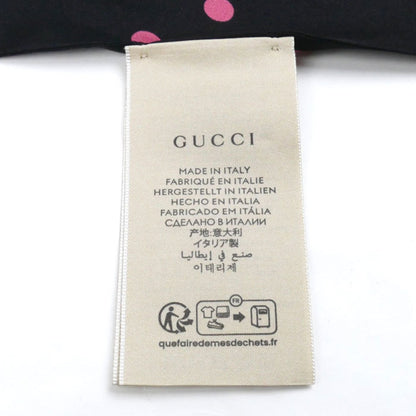 GUCCI
MADE IN ITALY
FABRIQUÉ EN ITALIE
HERGESTELLT IN ITALIEN
HECHO EN ITALIA
FABRICADO EM ITÁLIA
СДЕЛАНО В ИТАЛИИ
产地:意大利
イタリア製
صنع في إيطاليا
이태리제
FR
quefairedemesdechets.fr